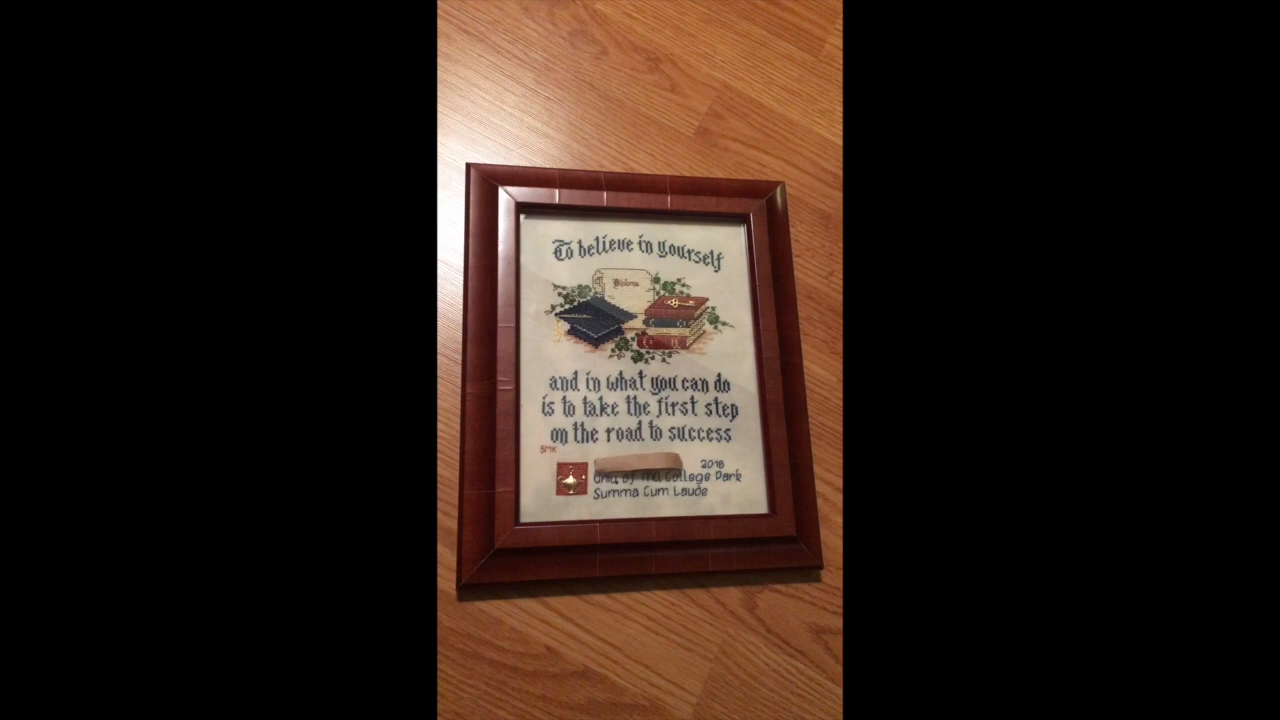 To believe in yourself
Diploma
and in what you can do
is to take the first step
on the road to success
SMK
2016
Univ of Md College Park
Summa Cum Laude